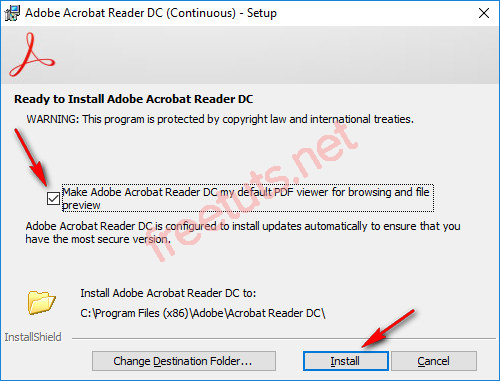 Adobe Acrobat Reader DC (Continuous) - Setup
Ready to Install Adobe Acrobat Reader DC
WARNING: This program is protected by copyright law and international treaties.
Make Adobe Acrobat Reader DC my default PDF viewer for browsing and file
preview
Adobe Acrobat Reader DC is configured to install updates automatically to ensure that you
have the most secure version.
freetuts.net
Install Adobe Acrobat Reader DC to:
C:\Program Files (x86)\Adobe\Acrobat Reader DC\
InstallShield
Change Destination Folder... Install Cancel